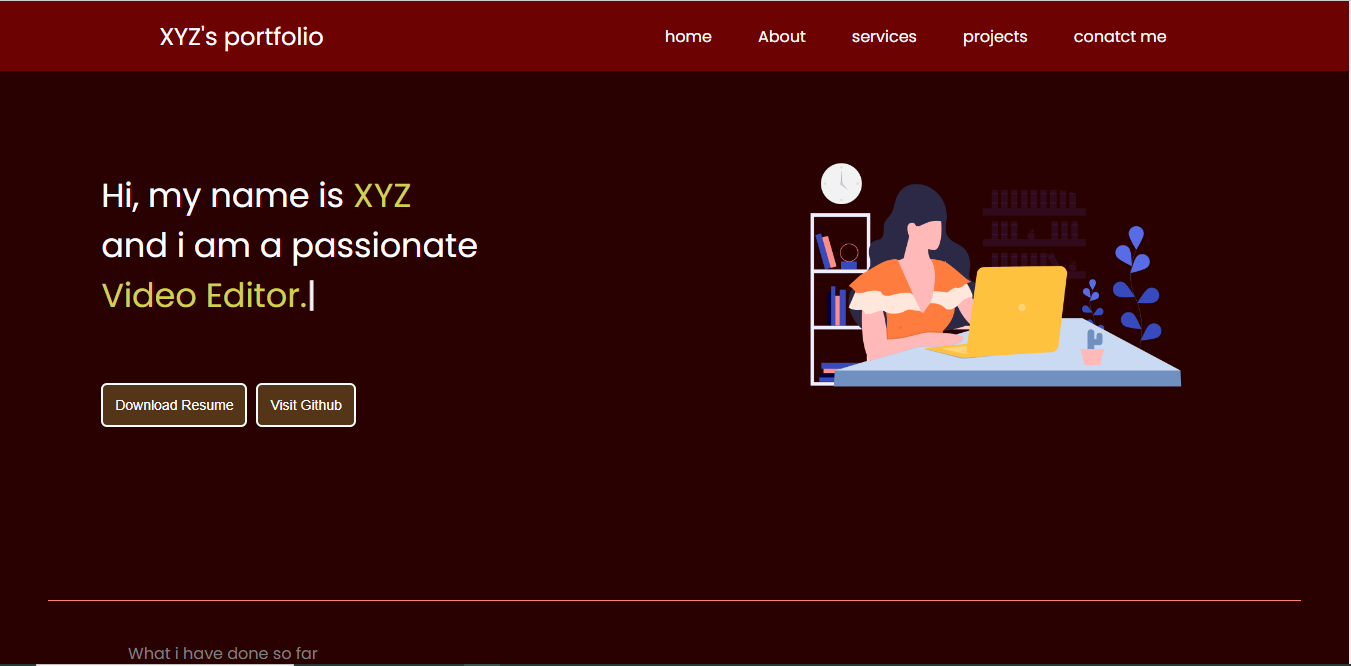 XYZ's portfolio
home About services projects conatct me
Hi, my name is XYZ
and i am a passionate
Video Editor.|
Download Resume Visit Github
What i have done so far